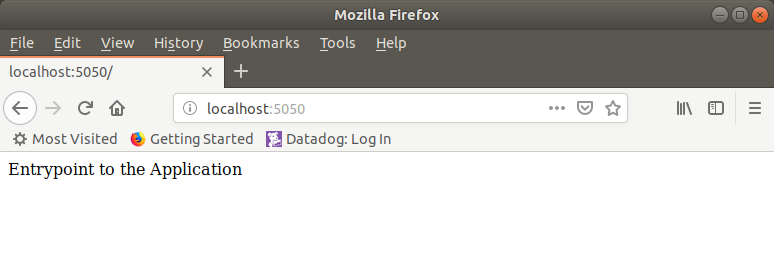 Mozilla Firefox
File Edit View History Bookmarks Tools Help
localhost:5050/
localhost:5050
Most Visited Getting Started Datadog: Log In
Entrypoint to the Application